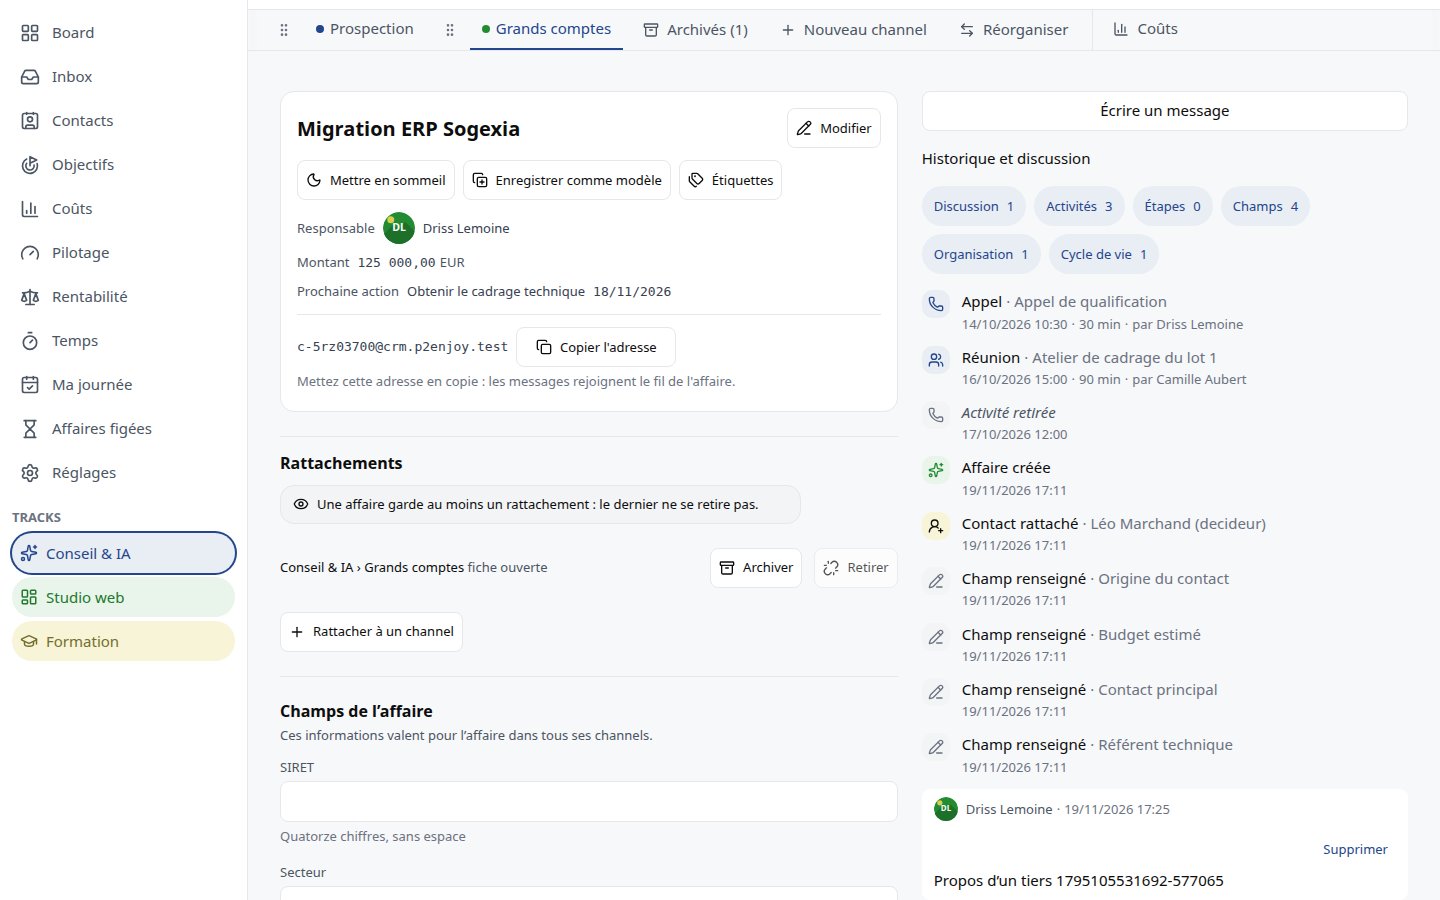 Board
Inbox
Contacts
Objectifs
Coûts
Pilotage
Rentabilité
Temps
Ma journée
Affaires figées
Réglages
TRACKS
Conseil & IA
Studio web
Formation
Prospection
Grands comptes
Archivés (1)
Nouveau channel
Réorganiser
Coûts
Migration ERP Sogexia
Modifier
Mettre en sommeil
Enregistrer comme modèle
Étiquettes
Responsable DL Driss Lemoine
Montant 125 000,00 EUR
Prochaine action Obtenir le cadrage technique 18/11/2026
c-5rz03700@crm.p2enjoy.test
Copier l'adresse
Mettez cette adresse en copie : les messages rejoignent le fil de l'affaire.
Rattachements
Une affaire garde au moins un rattachement : le dernier ne se retire pas.
Conseil & IA › Grands comptes fiche ouverte
Archiver
Retirer
Rattacher à un channel
Champs de l’affaire
Ces informations valent pour l’affaire dans tous ses channels.
SIRET
Quatorze chiffres, sans espace
Secteur
Écrire un message
Historique et discussion
Discussion 1
Activités 3
Étapes 0
Champs 4
Organisation 1
Cycle de vie 1
Appel · Appel de qualification
14/10/2026 10:30 · 30 min · par Driss Lemoine
Réunion · Atelier de cadrage du lot 1
16/10/2026 15:00 · 90 min · par Camille Aubert
Activité retirée
17/10/2026 12:00
Affaire créée
19/11/2026 17:11
Contact rattaché · Léo Marchand (decideur)
19/11/2026 17:11
Champ renseigné · Origine du contact
19/11/2026 17:11
Champ renseigné · Budget estimé
19/11/2026 17:11
Champ renseigné · Contact principal
19/11/2026 17:11
Champ renseigné · Référent technique
19/11/2026 17:11
DL Driss Lemoine · 19/11/2026 17:25
Supprimer
Propos d’un tiers 1795105531692-577065